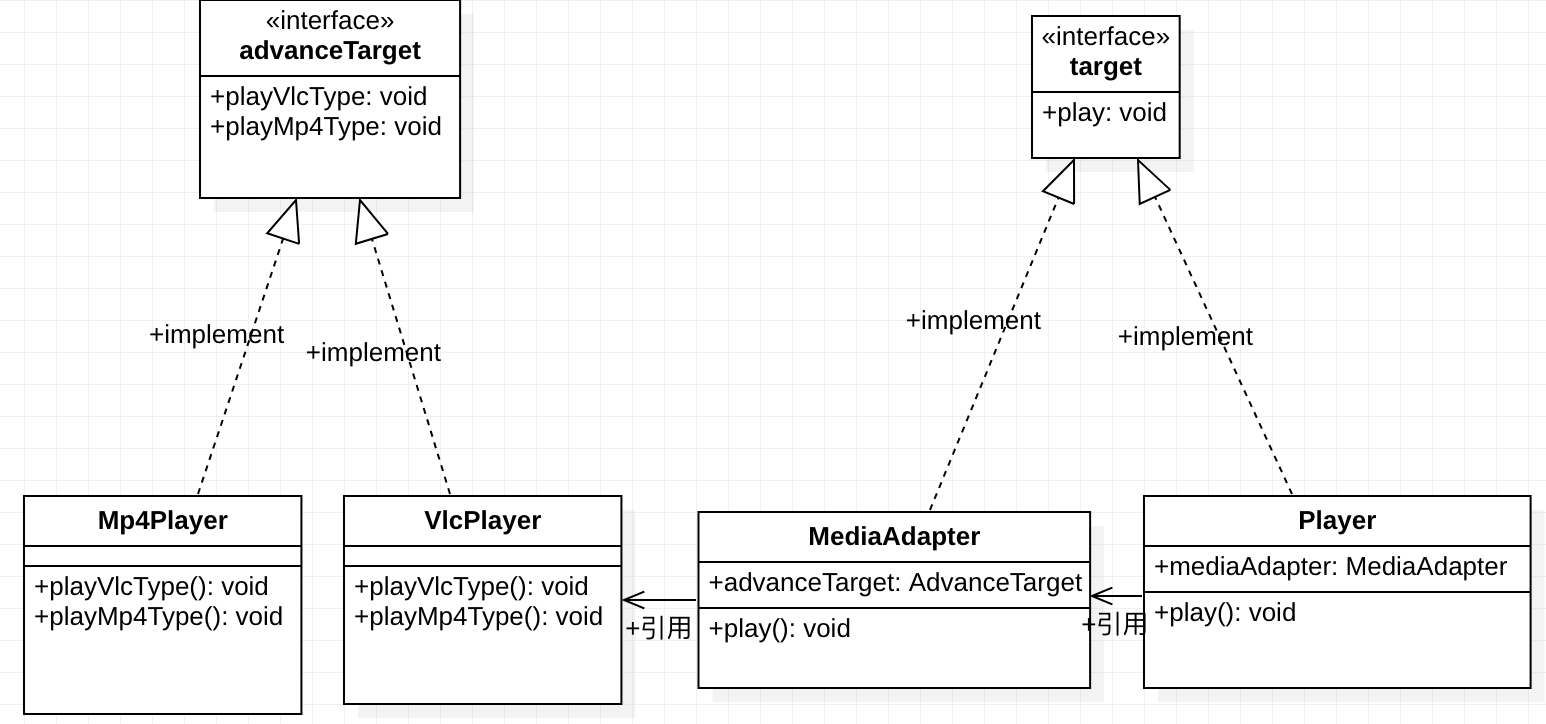 «interface»
advanceTarget
+playVlcType: void
+playMp4Type: void
«interface»
target
+play: void
+implement
+implement
+implement
+implement
Mp4Player
+playVlcType(): void
+playMp4Type(): void
VlcPlayer
+playVlcType(): void
+playMp4Type(): void
+引用
MediaAdapter
+advanceTarget: AdvanceTarget
+play(): void
+引用
Player
+mediaAdapter: MediaAdapter
+play(): void